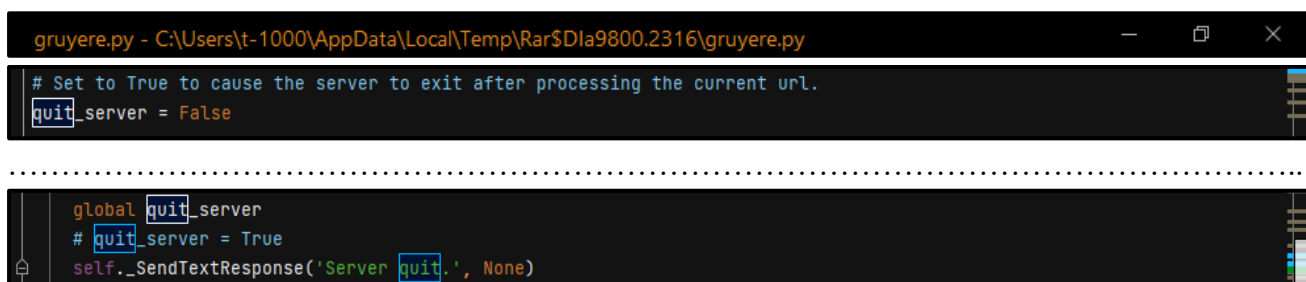 gruyere.py - C:\Users\t-1000\AppData\Local\Temp\Rar$DIa9800.2316\gruyere.py
# Set to True to cause the server to exit after processing the current url.
quit_server = False
global quit_server
# quit_server = True
self._SendTextResponse('Server quit.', None)